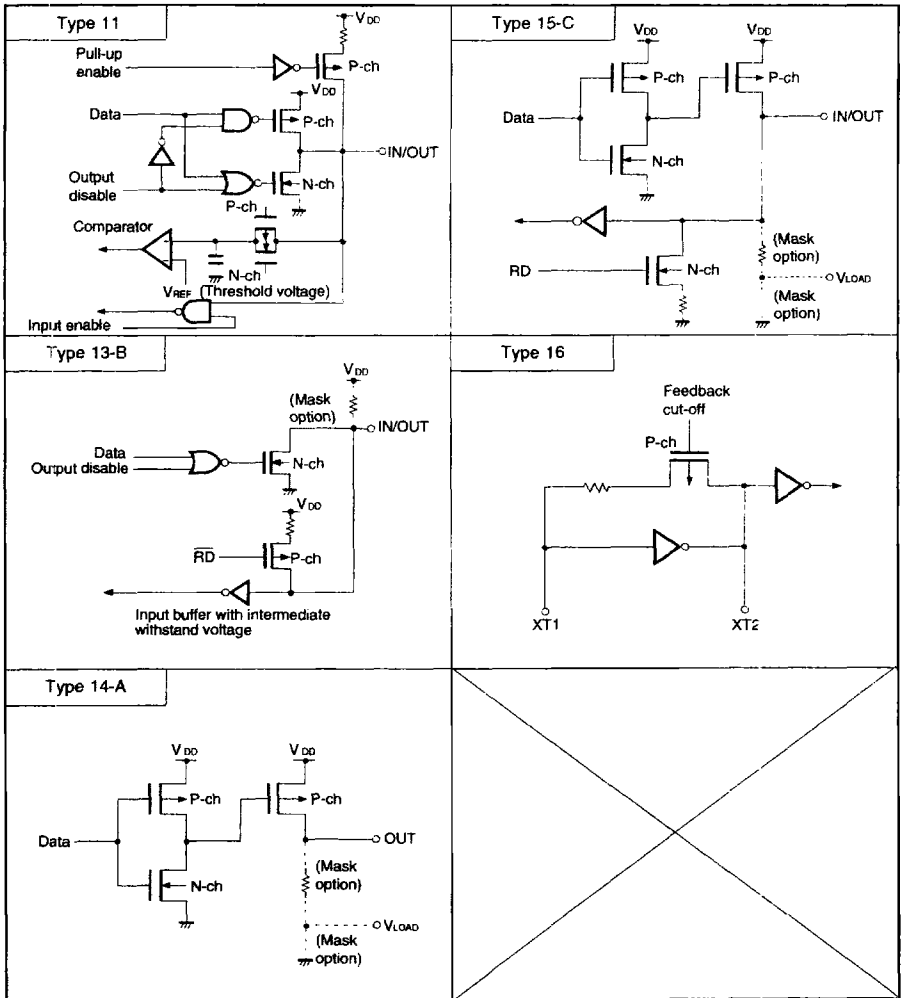 Type 11
VDD
Pull-up
enable
P-ch
VDD
Data
P-ch
IN/OUT
Output
disable
N-ch
P-ch
Comparator
N-ch
VREF (Threshold voltage)
Input enable
Type 15-C
VDD
VDD
P-ch
P-ch
Data
IN/OUT
N-ch
(Mask
option)
RD
N-ch
VLOAD
(Mask
option)
Type 13-B
VDD
(Mask
option)
IN/OUT
Data
Output disable
N-ch
VDD
RD
P-ch
Input buffer with intermediate
withstand voltage
Type 16
Feedback
cut-off
P-ch
XT1
XT2
Type 14-A
VDD
VDD
P-ch
P-ch
Data
OUT
N-ch
(Mask
option)
VLOAD
(Mask
option)